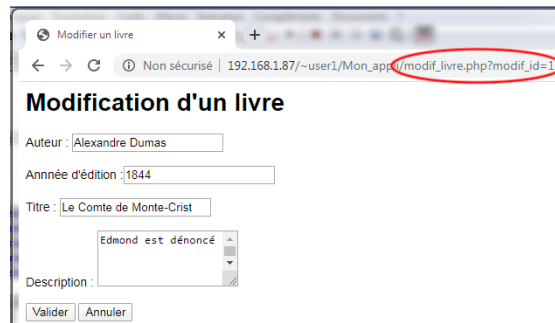 Modifier un livre
Non sécurisé | 192.168.1.87/~user1/Mon_appli/modif_livre.php?modif_id=1
Modification d'un livre
Auteur : Alexandre Dumas
Annnée d'édition : 1844
Titre : Le Comte de Monte-Crist
Edmond est dénoncé
Description :
Valider Annuler